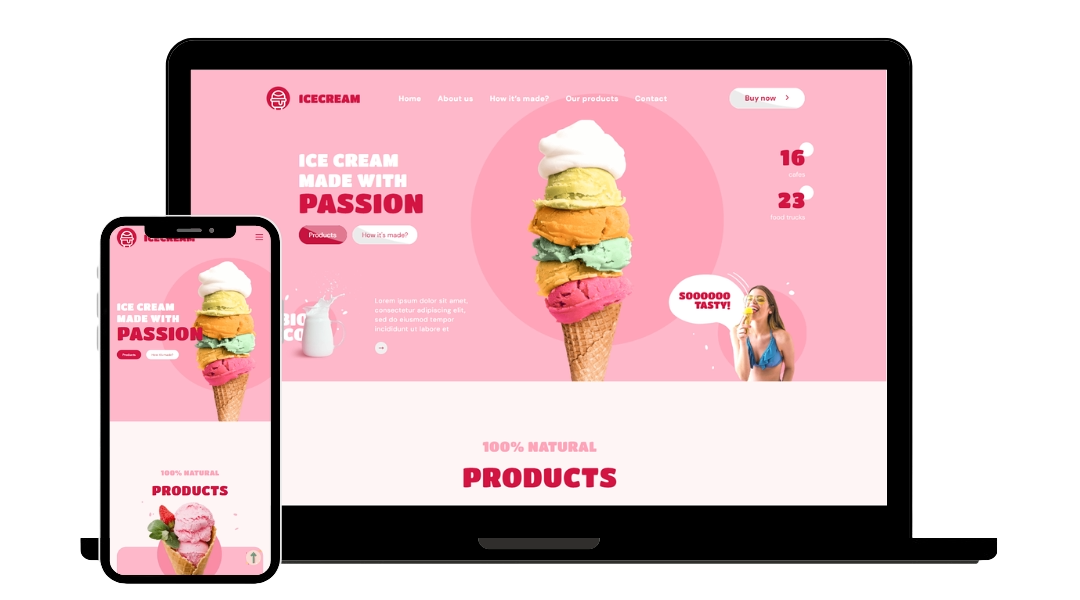 ICECREAM
Home
About us
How it's made?
Our products
Contact
Buy now
ICE CREAM
MADE WITH
PASSION
Products
How it's made?
16
cafes
23
food trucks
BIO
CO
Lorem ipsum dolor sit amet,
consectetur adipiscing elit,
sed do eiusmod tempor
incididunt ut labore et
SOOOOOO
TASTY!
100% NATURAL
PRODUCTS
ICECREAM
ICE CREAM
MADE WITH
PASSION
Products
How it's made?
100% NATURAL
PRODUCTS